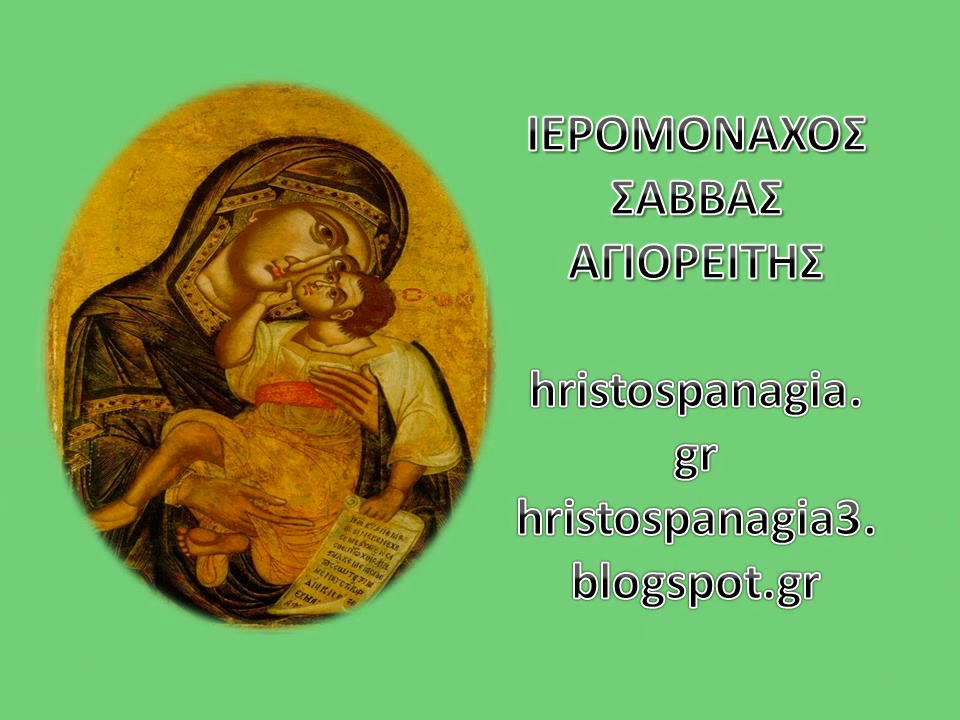 ΙΕΡΟΜΟΝΑΧΟΣ
ΣΑΒΒΑΣ
ΑΓΙΟΡΕΙΤΗΣ
hristospanagia.
gr
hristospanagia3.
blogspot.gr